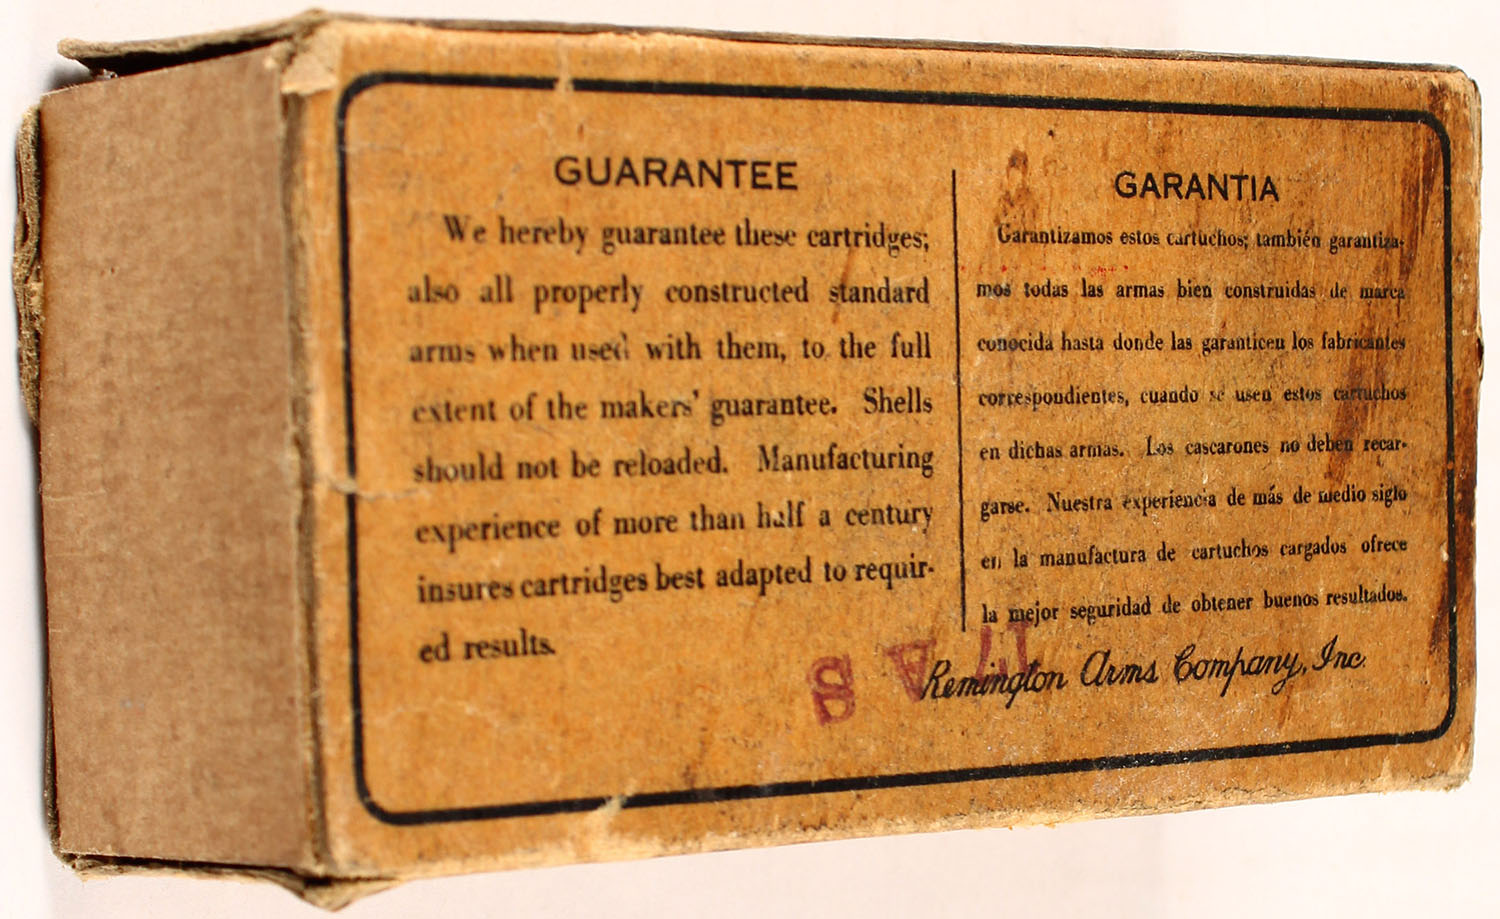 GUARANTEE
We hereby guarantee these cartridges;
also all properly constructed standard
arms when used with them, to the full
extent of the makers' guarantee. Shells
should not be reloaded. Manufacturing
experience of more than half a century
insures cartridges best adapted to requir-
ed results.
GARANTIA
Garantizamos estos cartuchos; también garantiza-
mos todas las armas bien construidas de marca
conocida hasta donde las garanticen los fabricantes
correspondientes, cuando se usen estos cartuchos
en dichas armas. Los cascarones no deben recar-
garse. Nuestra experiencia de más de medio siglo
en la manufactura de cartuchos cargados ofrece
la mejor seguridad de obtener buenos resultados.
Remington Arms Company, Inc.